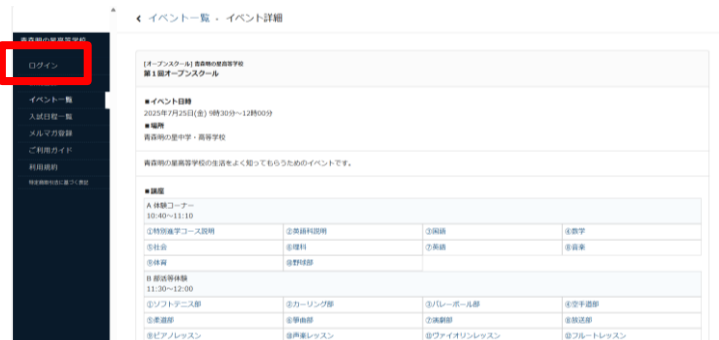 イベント一覧 - イベント詳細
ログイン
イベント一覧
入試日程一覧
メルマガ登録
ご利用ガイド
利用規約
特定商取引法に基づく表記
[オープンスクール] 青森明の星高等学校
第1回オープンスクール
■イベント日時
2025年7月25日(金) 9時30分～12時00分
■場所
青森明の星中学・高等学校
青森明の星高等学校の生活をよく知ってもらうためのイベントです。
■講座
A 体験コーナー
10:40～11:10
①特別進学コース説明 ②英語科説明 ③国語 ④数学
⑤社会 ⑥理科 ⑦英語 ⑧音楽
⑨体育 ⑩野球部
B 部活等体験
11:30～12:00
①ソフトテニス部 ②カーリング部 ③バレーボール部 ④空手道部
⑤柔道部 ⑥箏曲部 ⑦演劇部 ⑧放送部
⑨ピアノレッスン ⑩声楽レッスン ⑪ヴァイオリンレッスン ⑫フルートレッスン